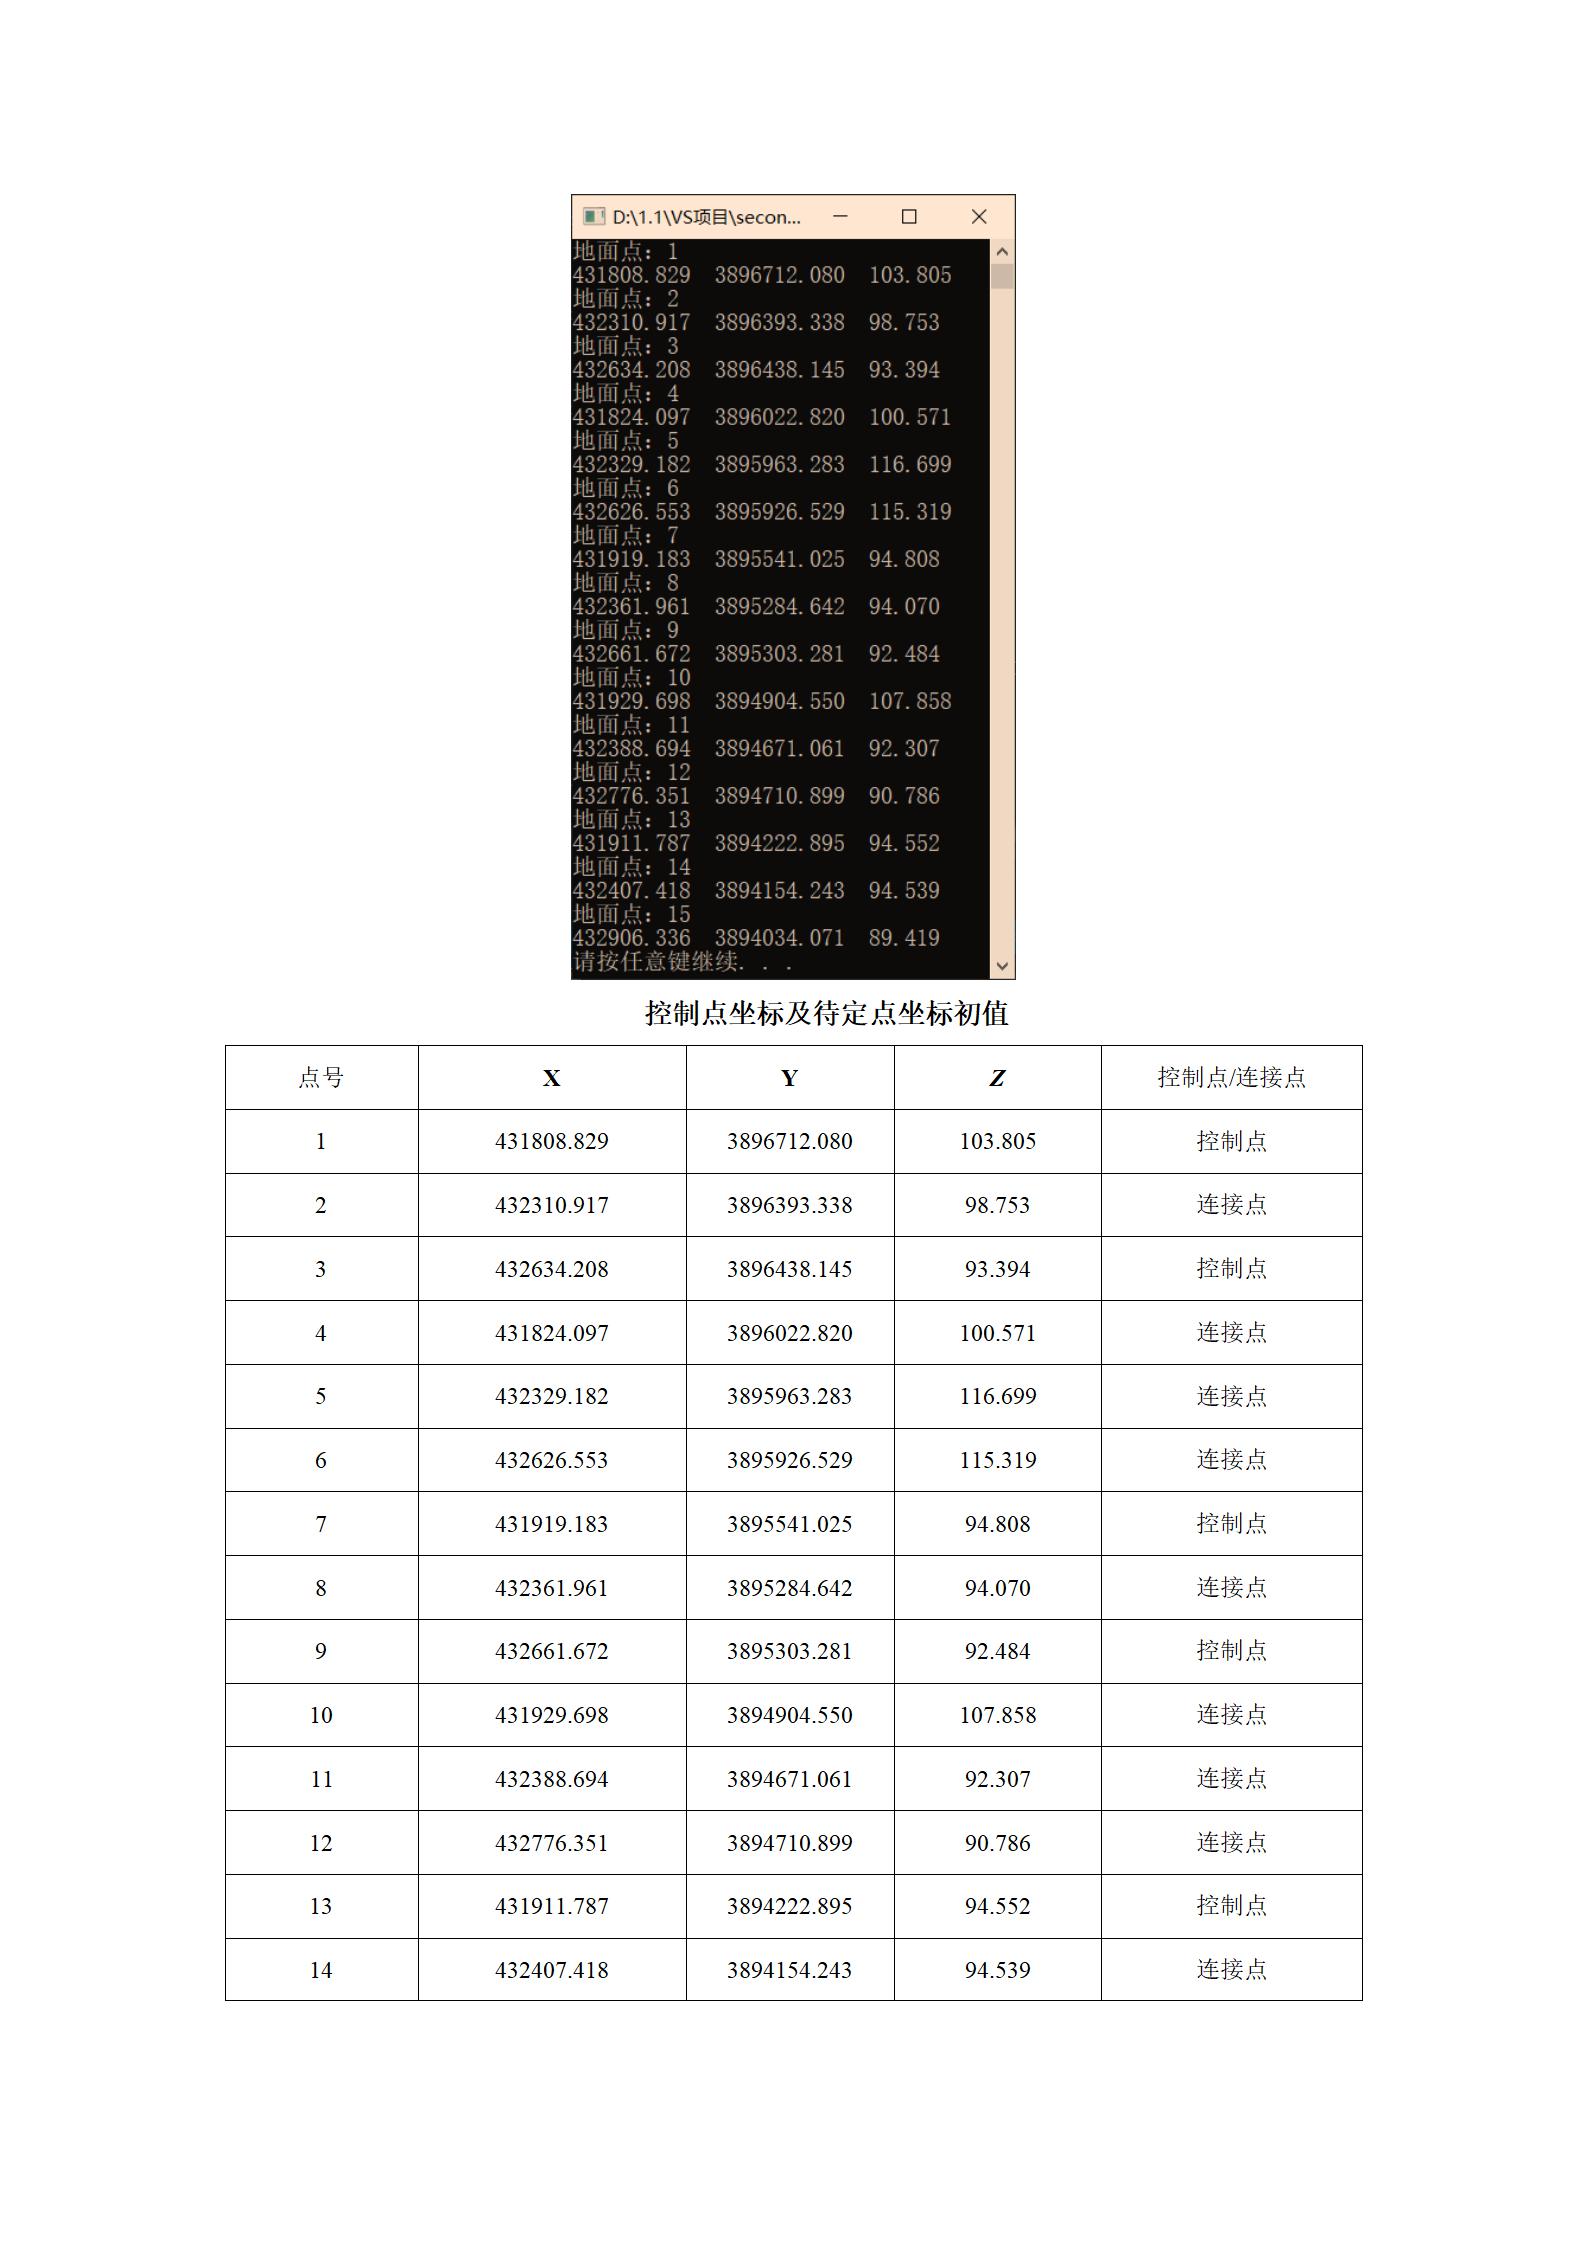 D:\1.1\VS项目\secon...
地面点：1
431808.829 3896712.080 103.805
地面点：2
432310.917 3896393.338 98.753
地面点：3
432634.208 3896438.145 93.394
地面点：4
431824.097 3896022.820 100.571
地面点：5
432329.182 3895963.283 116.699
地面点：6
432626.553 3895926.529 115.319
地面点：7
431919.183 3895541.025 94.808
地面点：8
432361.961 3895284.642 94.070
地面点：9
432661.672 3895303.281 92.484
地面点：10
431929.698 3894904.550 107.858
地面点：11
432388.694 3894671.061 92.307
地面点：12
432776.351 3894710.899 90.786
地面点：13
431911.787 3894222.895 94.552
地面点：14
432407.418 3894154.243 94.539
地面点：15
432906.336 3894034.071 89.419
请按任意键继续. . .
控制点坐标及待定点坐标初值
点号 X Y Z 控制点/连接点
1 431808.829 3896712.080 103.805 控制点
2 432310.917 3896393.338 98.753 连接点
3 432634.208 3896438.145 93.394 控制点
4 431824.097 3896022.820 100.571 连接点
5 432329.182 3895963.283 116.699 连接点
6 432626.553 3895926.529 115.319 连接点
7 431919.183 3895541.025 94.808 控制点
8 432361.961 3895284.642 94.070 连接点
9 432661.672 3895303.281 92.484 控制点
10 431929.698 3894904.550 107.858 连接点
11 432388.694 3894671.061 92.307 连接点
12 432776.351 3894710.899 90.786 连接点
13 431911.787 3894222.895 94.552 控制点
14 432407.418 3894154.243 94.539 连接点